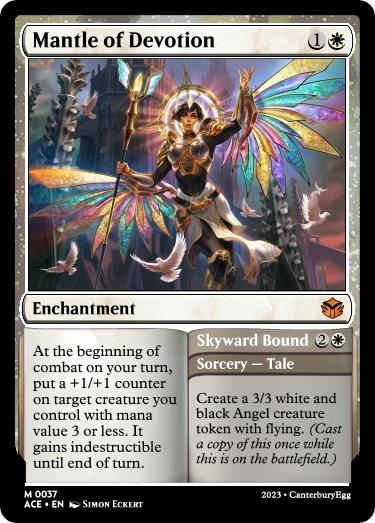 Mantle of Devotion 1
Enchantment
At the beginning of
combat on your turn,
put a +1/+1 counter
on target creature you
control with mana
value 3 or less. It
gains indestructible
until end of turn.
Skyward Bound 2
Sorcery — Tale
Create a 3/3 white and
black Angel creature
token with flying. (Cast
a copy of this once while
this is on the battlefield.)
M 0037
ACE • EN Simon Eckert
2023 • CanterburyEgg